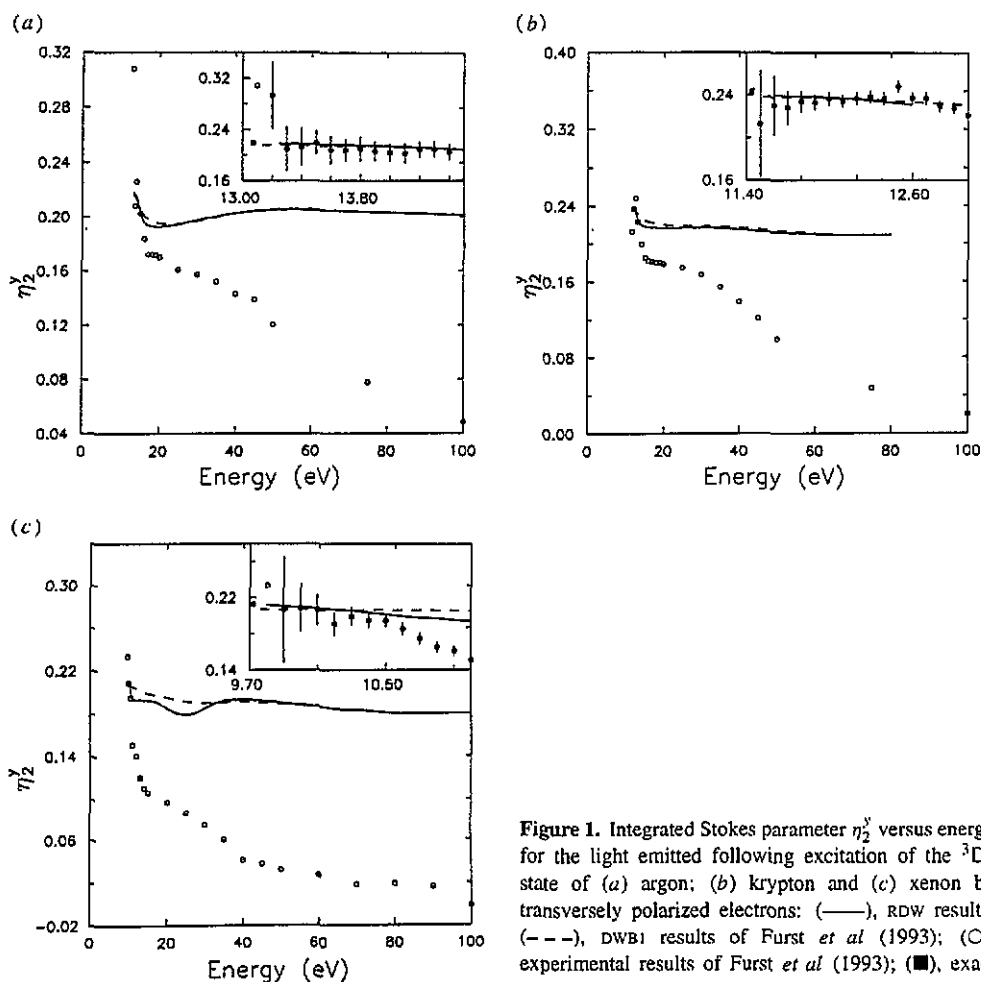 (a)
0.32
0.28
0.24
0.20
0.16
0.12
0.08
0.04
η₂ʸ
0.32
0.24
0.16
13.00 13.80
0 20 40 60 80 100
Energy (eV)
(b)
0.40
0.32
0.24
0.16
0.08
0.00
η₂ʸ
0.24
0.16
11.40 12.60
0 20 40 60 80 100
Energy (eV)
(c)
0.30
0.22
0.14
0.06
-0.02
η₂ʸ
0.22
0.14
9.70 10.50
0 20 40 60 80 100
Energy (eV)
Figure 1. Integrated Stokes parameter η₂ʸ versus energ
for the light emitted following excitation of the ³D
state of (a) argon; (b) krypton and (c) xenon b
transversely polarized electrons: (——), RDW result
(– – –), DWB1 results of Furst et al (1993); (○
experimental results of Furst et al (1993); (■), exa